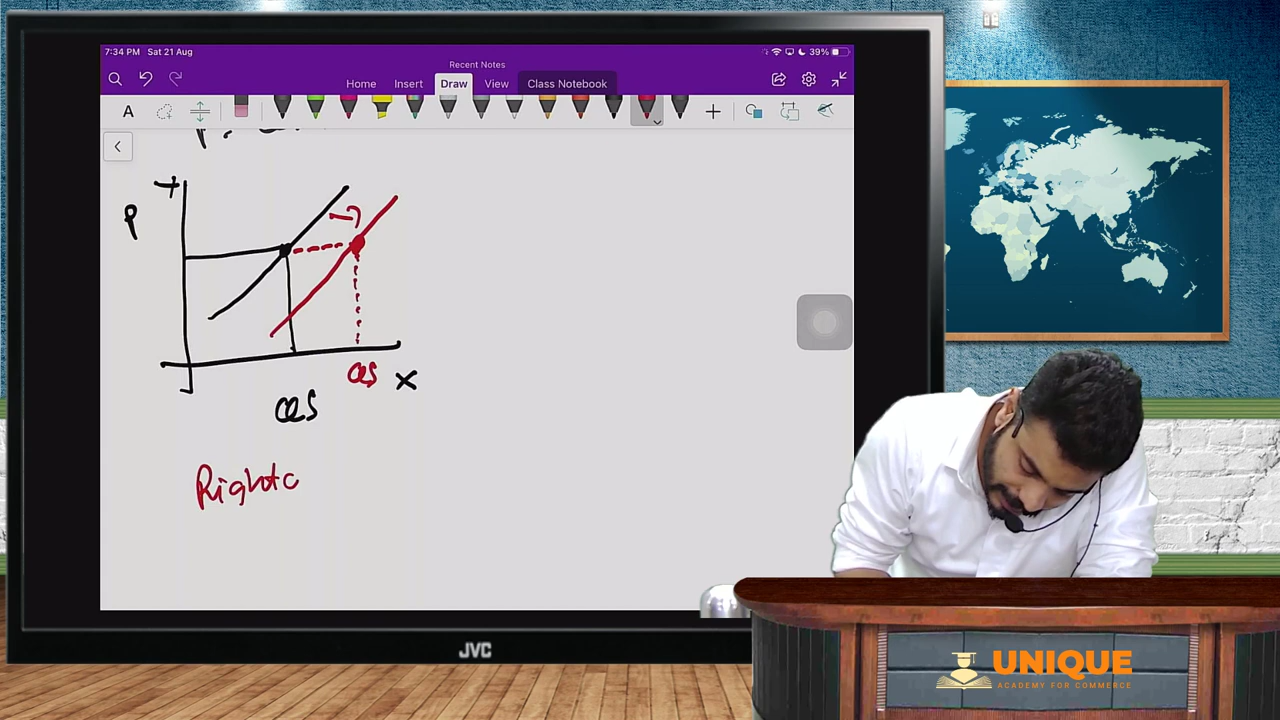 7:34 PM Sat 21 Aug
39%
Recent Notes
Home Insert Draw View Class Notebook
A
P
QS
X
QS
Right
JVC
UNIQUE
ACADEMY FOR COMMERCE